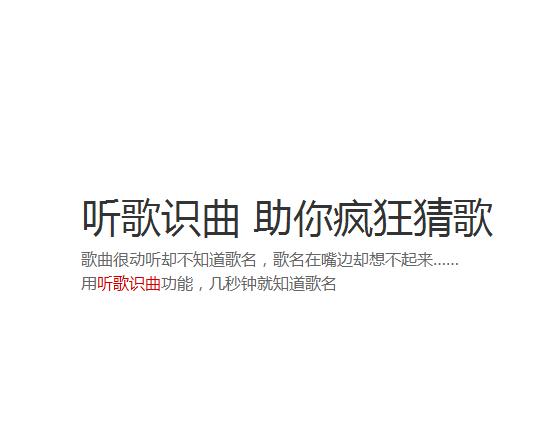 听歌识曲 助你疯狂猜歌
歌曲很动听却不知道歌名，歌名在嘴边却想不起来......
用听歌识曲功能，几秒钟就知道歌名